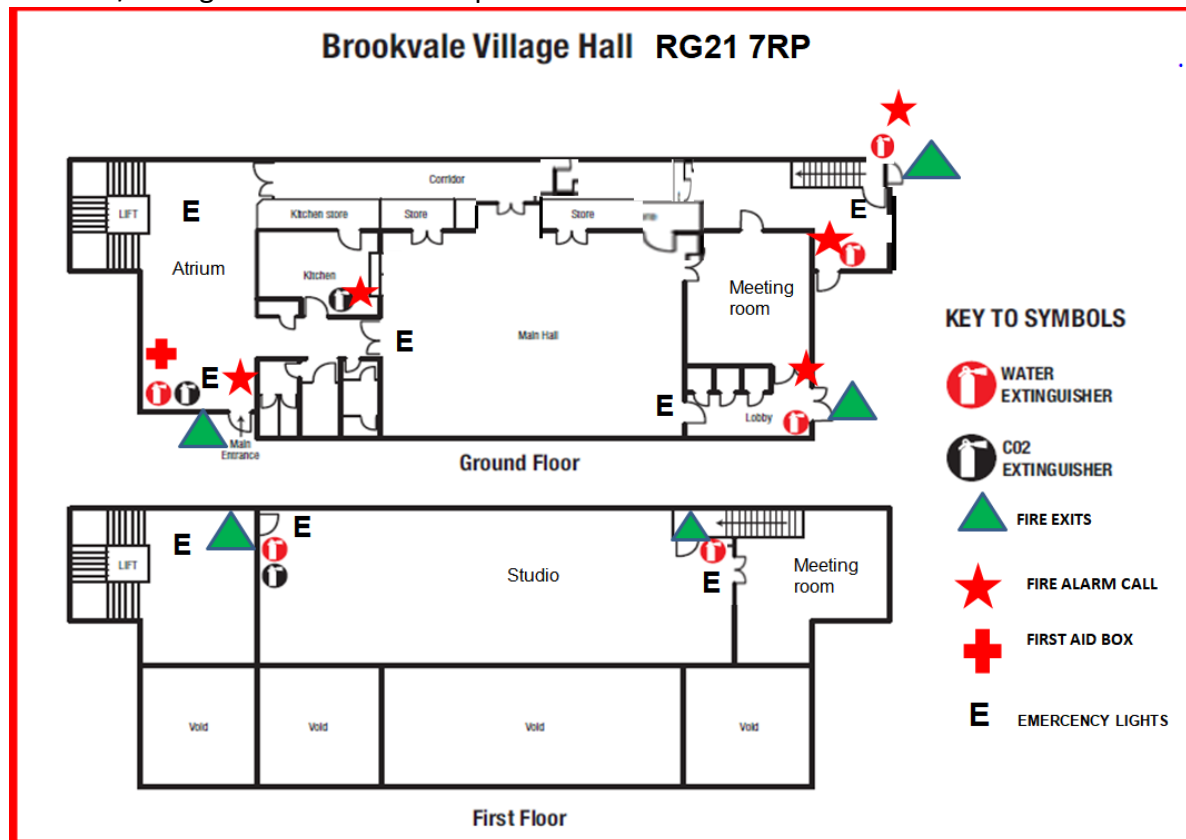 Brookvale Village Hall RG21 7RP
Corridor
LIFT
E
Kitchen store
Store
Store
E
Atrium
Kitchen
Meeting
room
E
Main Hall
E
E
Lobby
Main
Entrance
Ground Floor
KEY TO SYMBOLS
WATER
EXTINGUISHER
CO2
EXTINGUISHER
FIRE EXITS
FIRE ALARM CALL
FIRST AID BOX
E EMERCENCY LIGHTS
E
E
LIFT
Studio
E
Meeting
room
Void
Void
Void
Void
First Floor